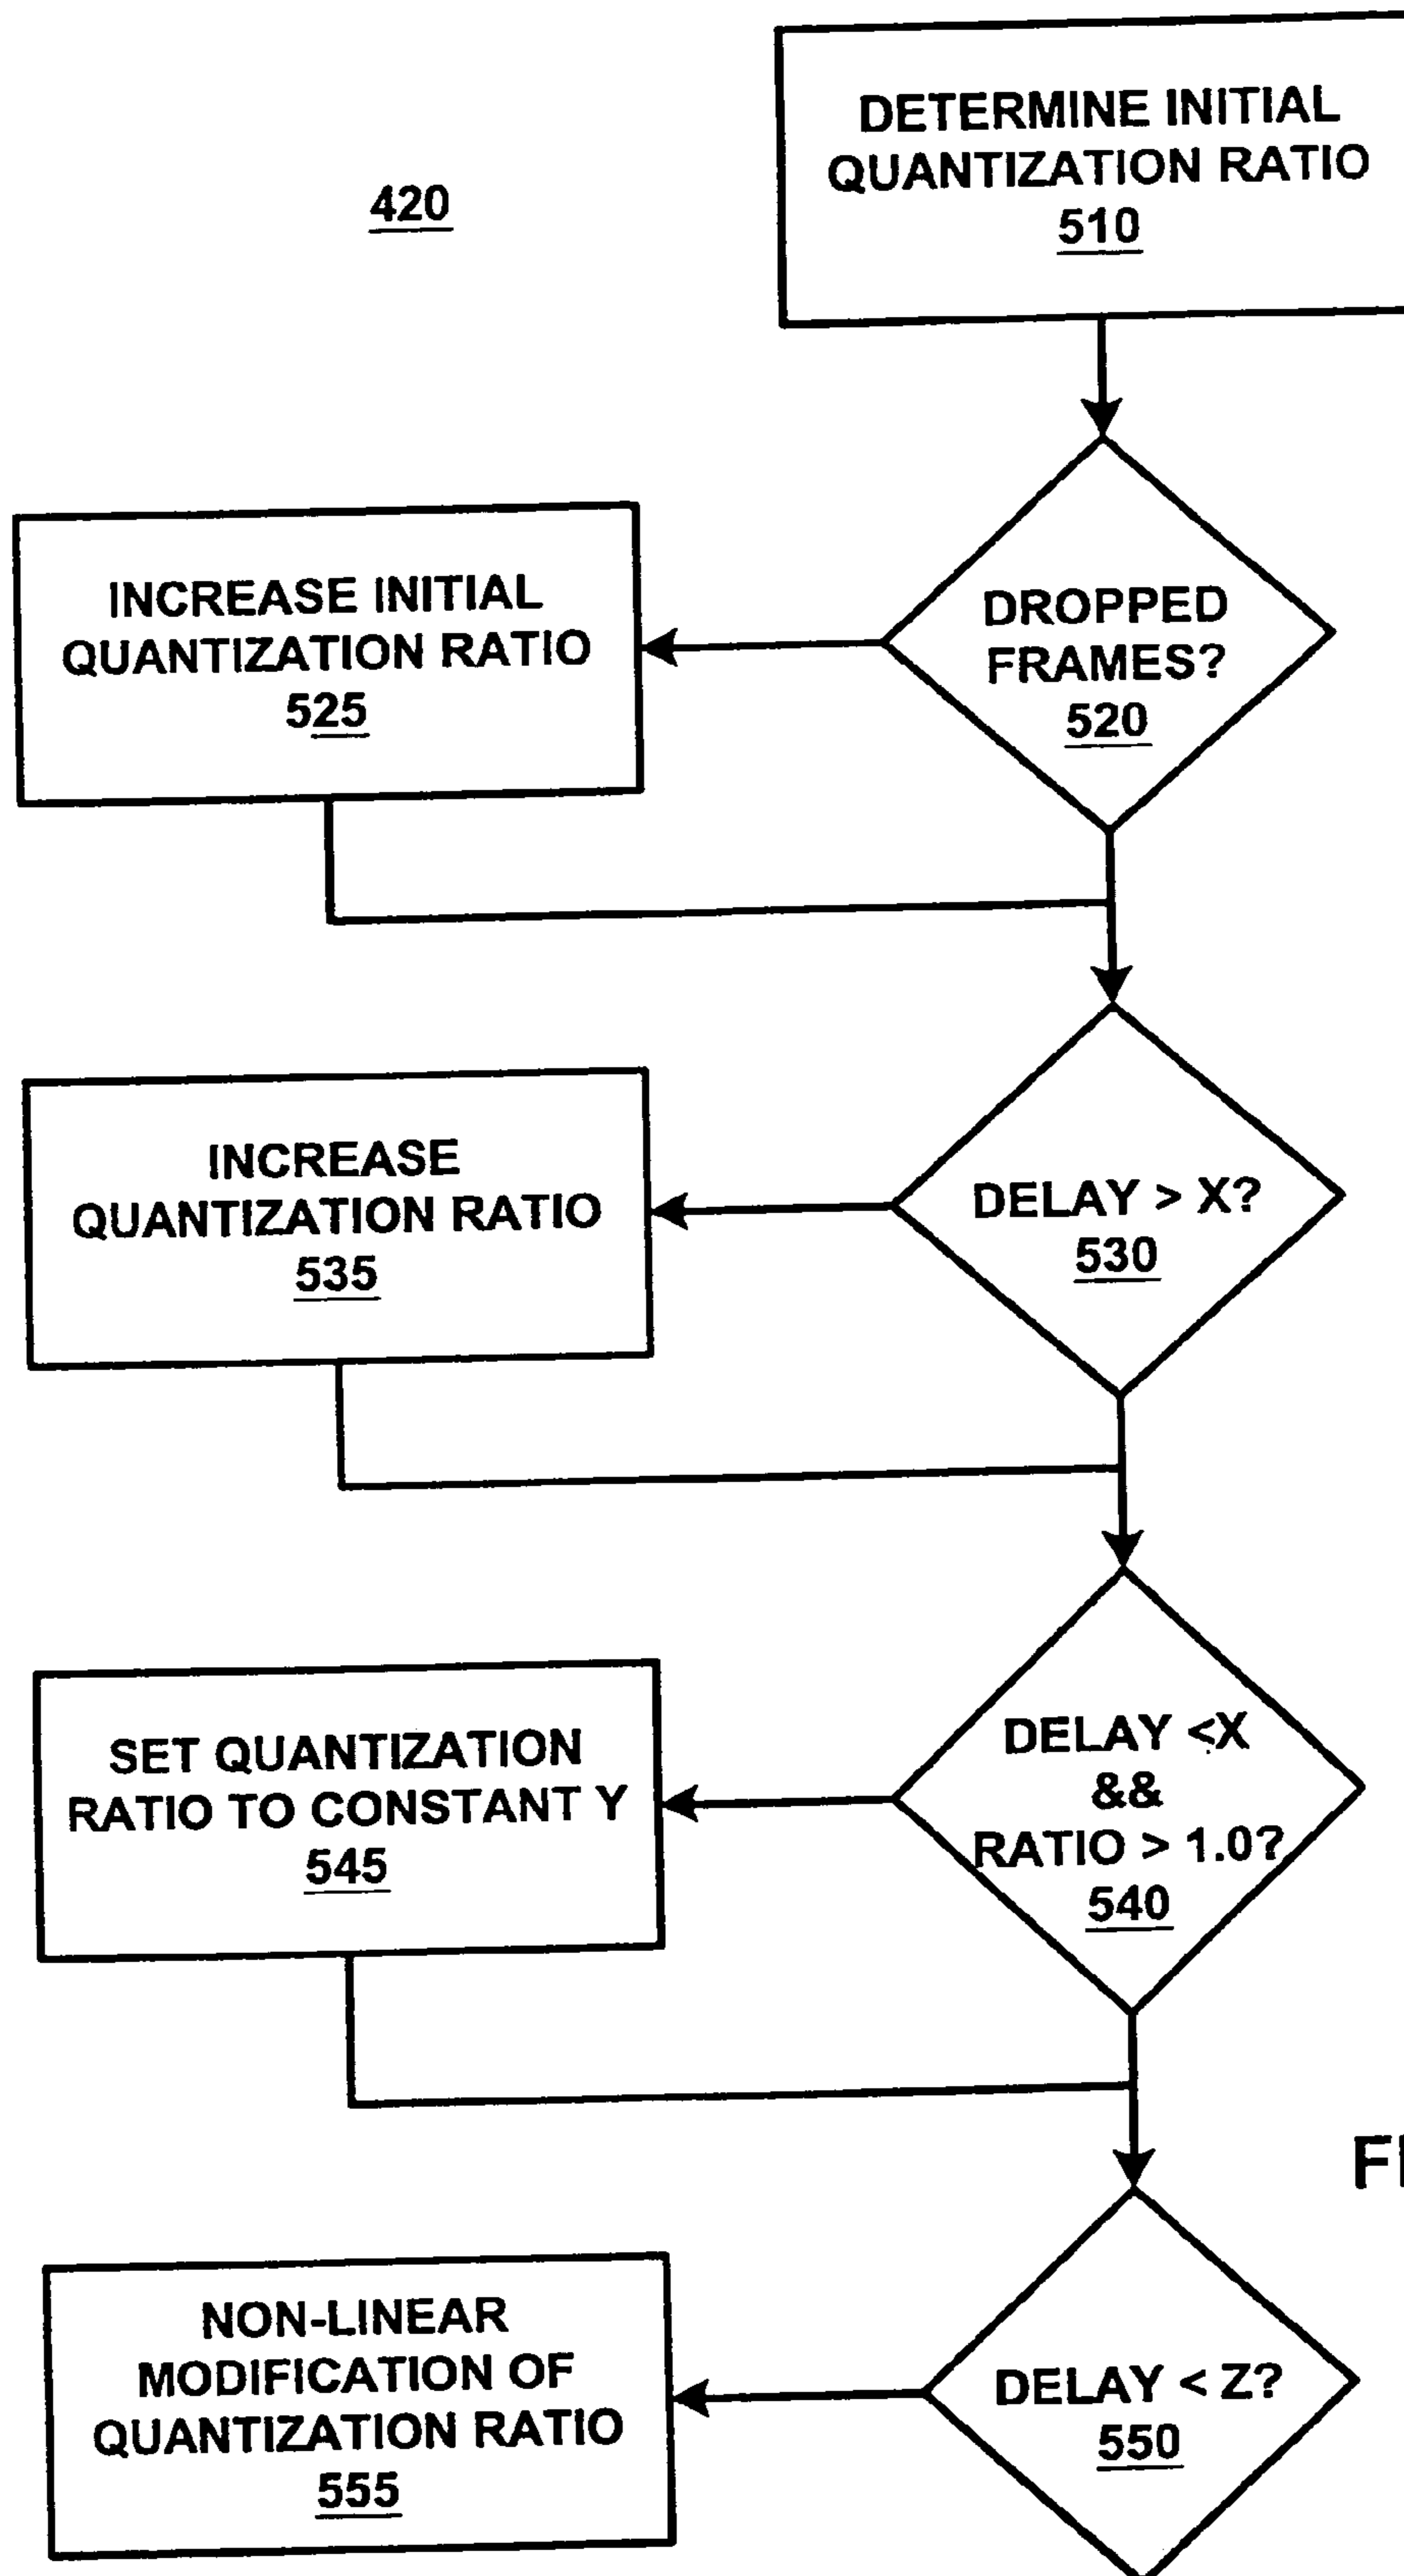 DETERMINE INITIAL
QUANTIZATION RATIO
510
420
INCREASE INITIAL
QUANTIZATION RATIO
525
DROPPED
FRAMES?
520
INCREASE
QUANTIZATION RATIO
535
DELAY > X?
530
SET QUANTIZATION
RATIO TO CONSTANT Y
545
DELAY <X
&&
RATIO > 1.0?
540
NON-LINEAR
MODIFICATION OF
QUANTIZATION RATIO
555
DELAY < Z?
550